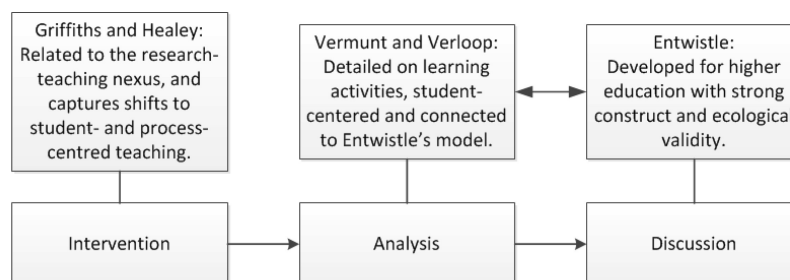 Griffiths and Healey:
Related to the research-
teaching nexus, and
captures shifts to
student- and process-
centred teaching.
Vermunt and Verloop:
Detailed on learning
activities, student-
centered and connected
to Entwistle's model.
Entwistle:
Developed for higher
education with strong
construct and ecological
validity.
Intervention
Analysis
Discussion